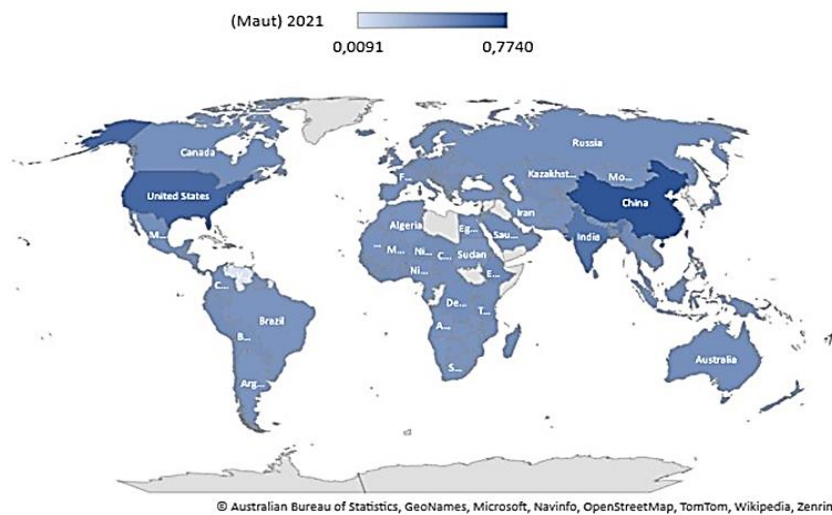 (Maut) 2021
0,0091 0,7740
Canada
Russia
F...
Kazakhst...
Mo...
United States
China
M...
Algeria
Eg...
Iran
Sau...
India
...
M...
Ni...
C...
Sudan
Ni...
E...
C...
De...
T...
Brazil
A...
B...
Australia
S...
Arg...
© Australian Bureau of Statistics, GeoNames, Microsoft, Navinfo, OpenStreetMap, TomTom, Wikipedia, Zenrin